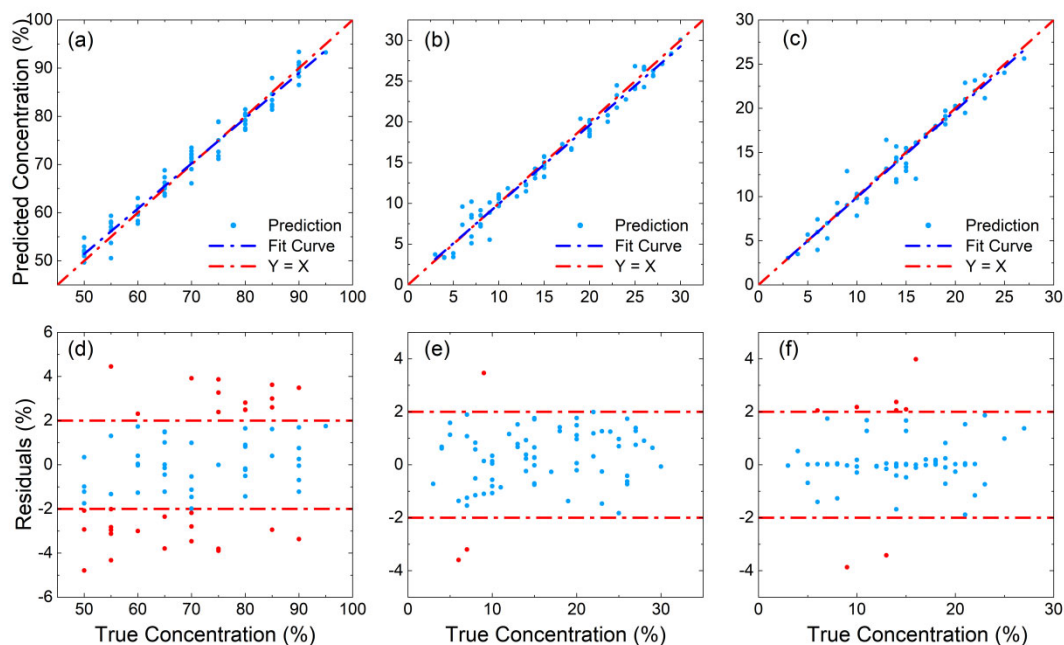 Predicted Concentration (%)
100
90
80
70
60
50
(a)
Prediction
Fit Curve
Y = X
50 60 70 80 90 100
30
25
20
15
10
5
0
(b)
Prediction
Fit Curve
Y = X
0 5 10 15 20 25 30
30
25
20
15
10
5
0
(c)
Prediction
Fit Curve
Y = X
0 5 10 15 20 25 30
Residuals (%)
6
4
2
0
-2
-4
-6
(d)
50 60 70 80 90 100
True Concentration (%)
4
2
0
-2
-4
(e)
0 10 20 30
True Concentration (%)
4
2
0
-2
-4
(f)
0 10 20 30
True Concentration (%)